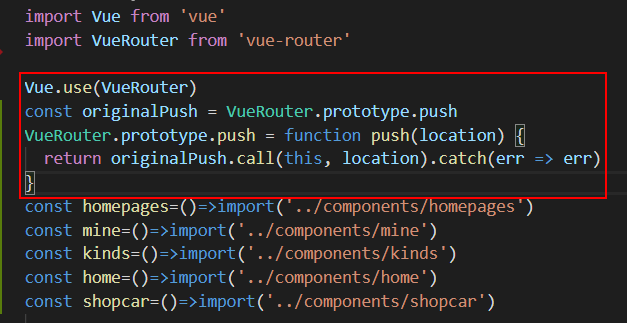 import Vue from 'vue'
import VueRouter from 'vue-router'
Vue.use(VueRouter)
const originalPush = VueRouter.prototype.push
VueRouter.prototype.push = function push(location) {
return originalPush.call(this, location).catch(err => err)
}
const homepages=()=>import('../components/homepages')
const mine=()=>import('../components/mine')
const kinds=()=>import('../components/kinds')
const home=()=>import('../components/home')
const shopcar=()=>import('../components/shopcar')